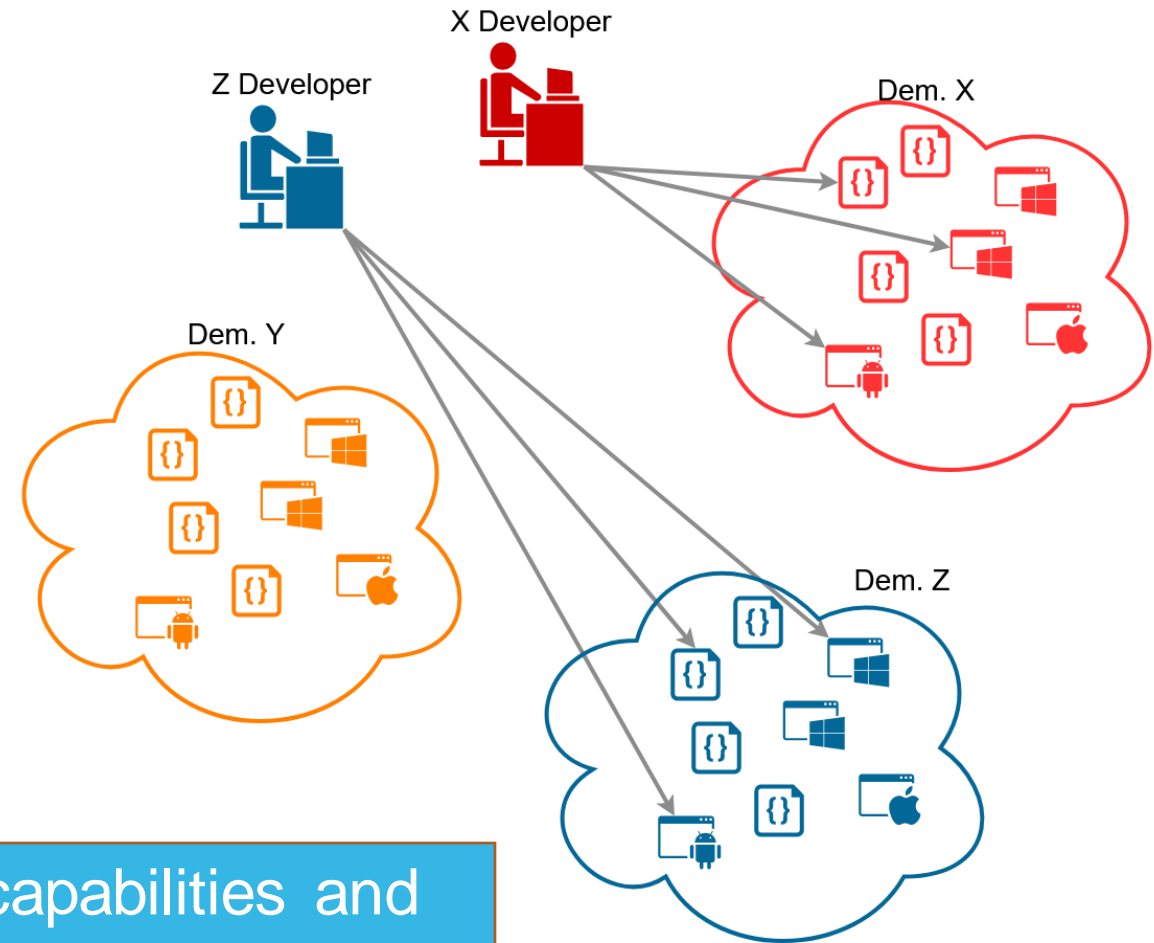 X Developer
Z Developer
Dem. X
{}
{}
{}
{}
Dem. Y
{}
{}
{}
{}
Dem. Z
{}
{}
{}
{}
capabilities and